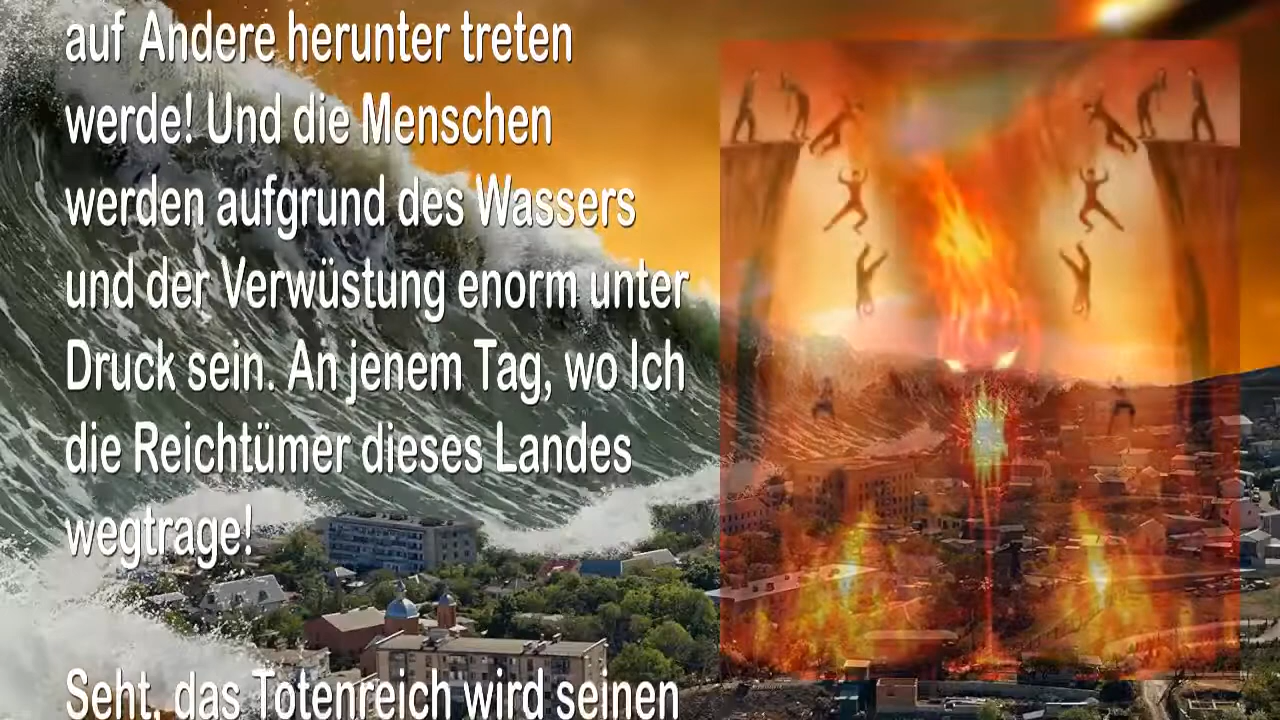 auf Andere herunter treten
werde! Und die Menschen
werden aufgrund des Wassers
und der Verwüstung enorm unter
Druck sein. An jenem Tag, wo Ich
die Reichtümer dieses Landes
wegtrage!
Seht, das Totenreich wird seinen